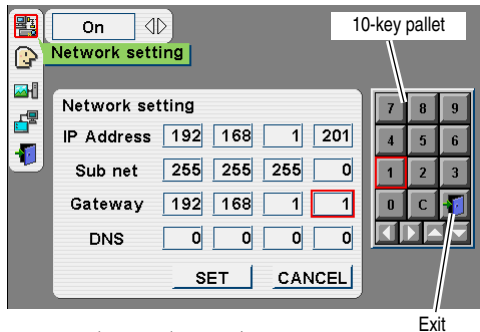 On
10-key pallet
Network setting
Network setting
IP Address 192 168 1 201
Sub net 255 255 255 0
Gateway 192 168 1 1
DNS 0 0 0 0
SET CANCEL
7 8 9
4 5 6
1 2 3
0 C
Exit